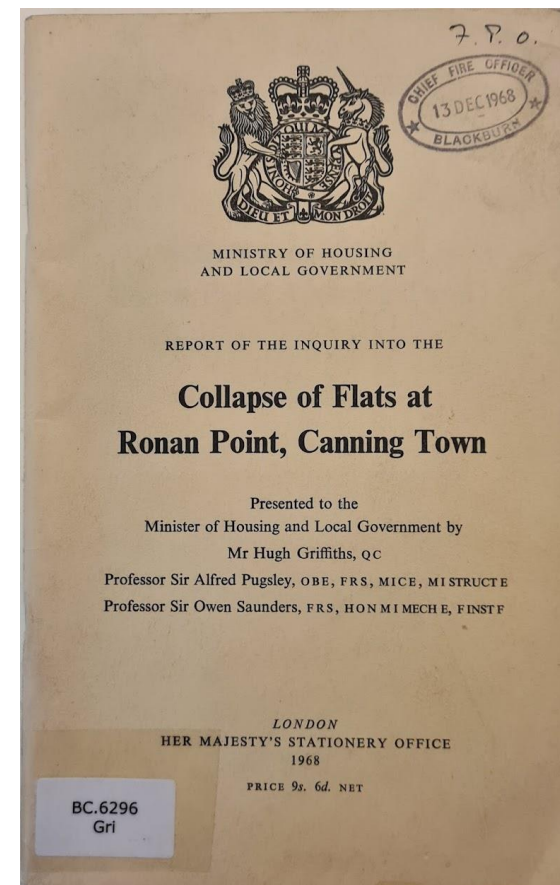 7. P. o.
CHIEF FIRE OFFICER
13 DEC 1968
BLACKBURN
DIEU ET MON DROIT
MINISTRY OF HOUSING
AND LOCAL GOVERNMENT
REPORT OF THE INQUIRY INTO THE
Collapse of Flats at
Ronan Point, Canning Town
Presented to the
Minister of Housing and Local Government by
Mr Hugh Griffiths, QC
Professor Sir Alfred Pugsley, OBE, FRS, MICE, MI STRUCT E
Professor Sir Owen Saunders, FRS, HON M I MECH E, F INST F
LONDON
HER MAJESTY'S STATIONERY OFFICE
1968
PRICE 9s. 6d. NET
BC.6296
Gri